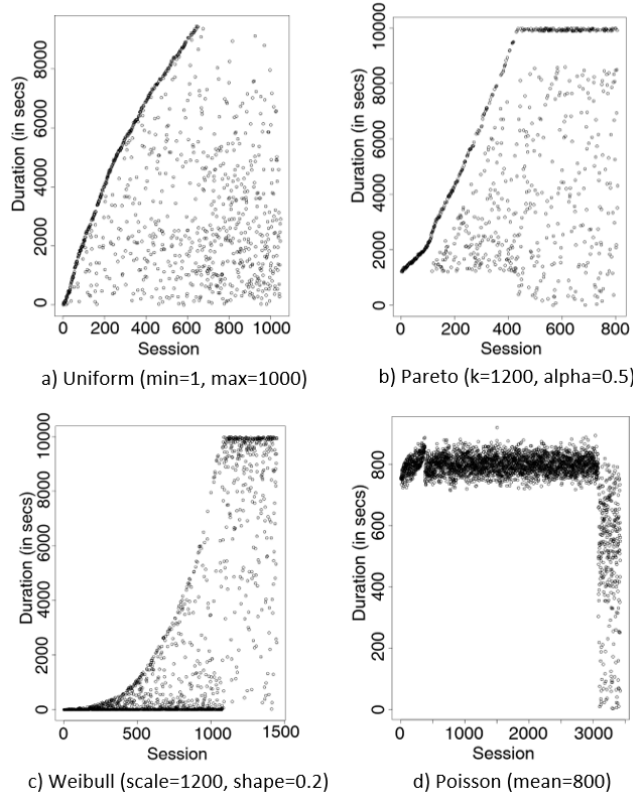 Duration (in secs)
0 2000 4000 6000 8000
0 200 400 600 800 1000
Session
a) Uniform (min=1, max=1000)
Duration (in secs)
0 2000 4000 6000 8000 10000
0 200 400 600 800
Session
b) Pareto (k=1200, alpha=0.5)
Duration (in secs)
0 2000 4000 6000 8000 10000
0 500 1000 1500
Session
c) Weibull (scale=1200, shape=0.2)
Duration (in secs)
0 200 400 600 800
0 1000 2000 3000
Session
d) Poisson (mean=800)